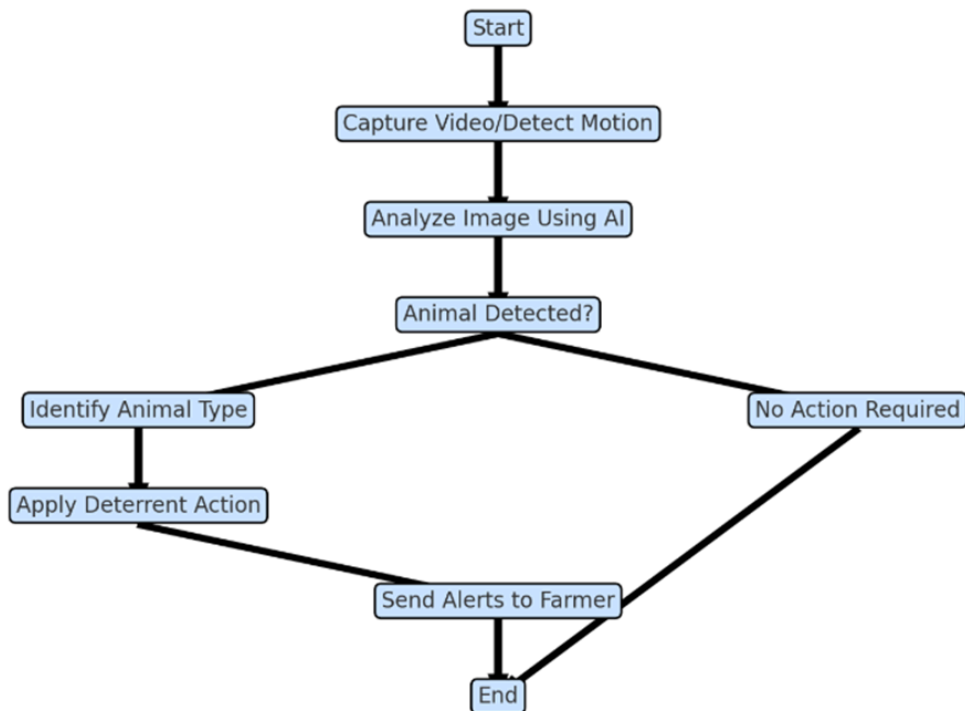 Start
Capture Video/Detect Motion
Analyze Image Using AI
Animal Detected?
Identify Animal Type
No Action Required
Apply Deterrent Action
Send Alerts to Farmer
End